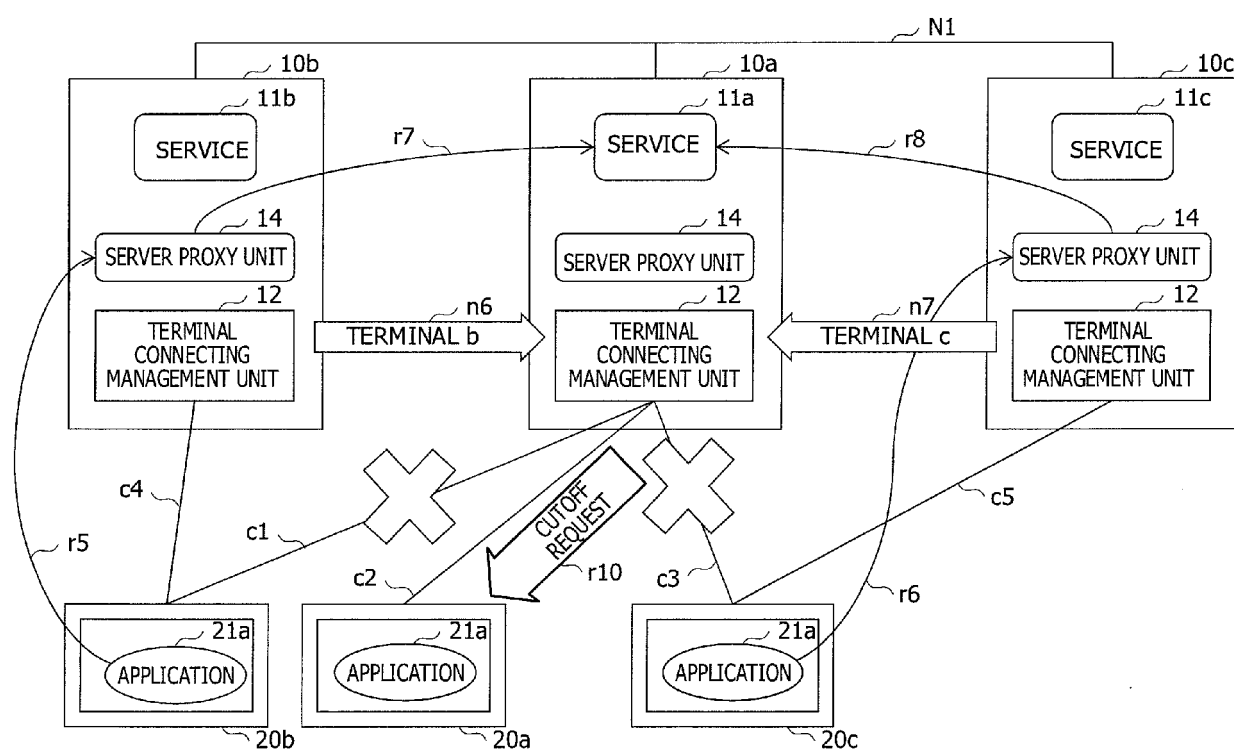 N1
10b
10a
10c
11b
11a
11c
SERVICE
SERVICE
SERVICE
r7
r8
14
14
14
SERVER PROXY UNIT
SERVER PROXY UNIT
SERVER PROXY UNIT
12
n6
12
n7
12
TERMINAL
CONNECTING
MANAGEMENT UNIT
TERMINAL b
TERMINAL
CONNECTING
MANAGEMENT UNIT
TERMINAL c
TERMINAL
CONNECTING
MANAGEMENT UNIT
c4
c1
r5
c2
CUTOFF
REQUEST
r10
c3
c5
r6
21a
APPLICATION
21a
APPLICATION
21a
APPLICATION
20b
20a
20c